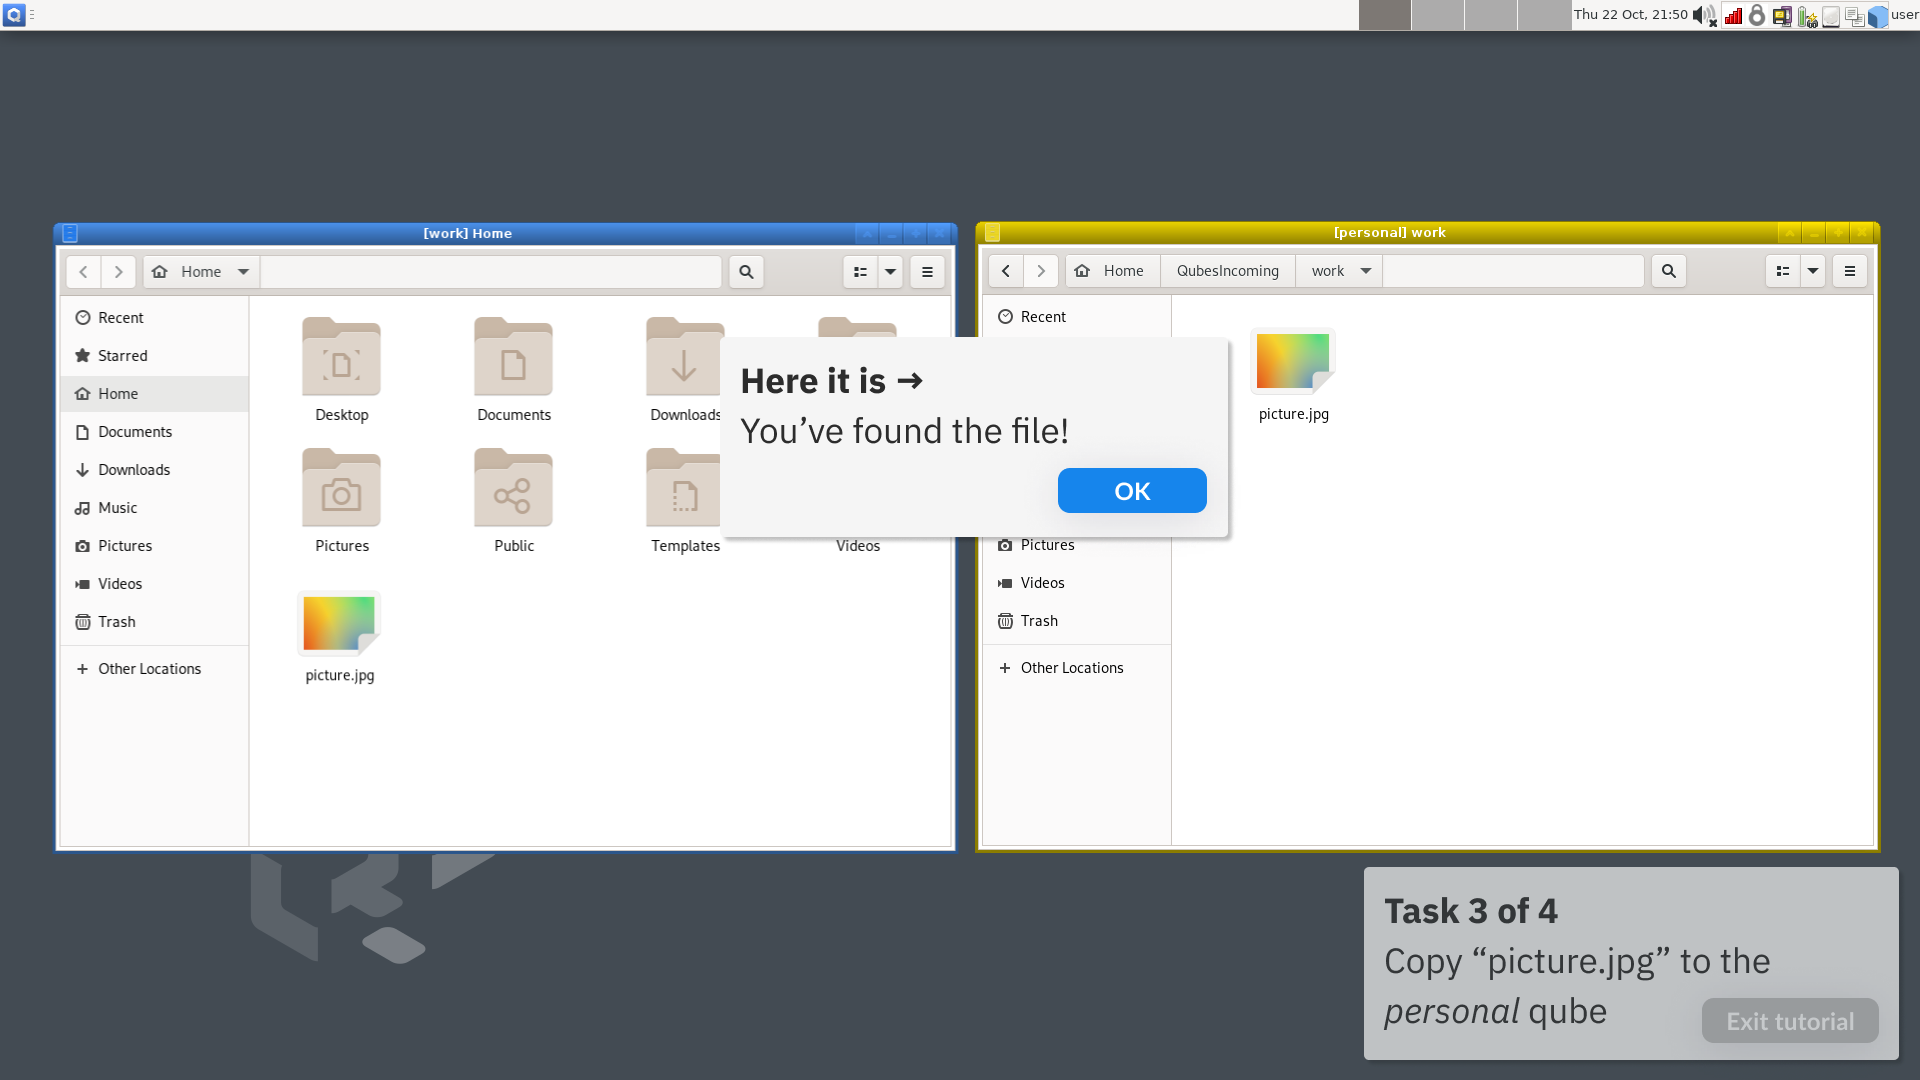 Thu 22 Oct, 21:50
user
[work] Home
Home
Recent
Starred
Home
Documents
Downloads
Music
Pictures
Videos
Trash
Other Locations
Desktop
Documents
Downloads
Pictures
Public
Templates
Videos
picture.jpg
[personal] work
Home
QubesIncoming
work
Recent
Pictures
Videos
Trash
Other Locations
picture.jpg
Here it is →
You’ve found the file!
OK
Task 3 of 4
Copy “picture.jpg” to the
personal qube
Exit tutorial